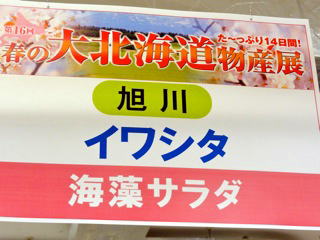 第16回
た〜っぷり14日間!
春の大北海道物産展
旭川
イワシタ
海藻サラダ